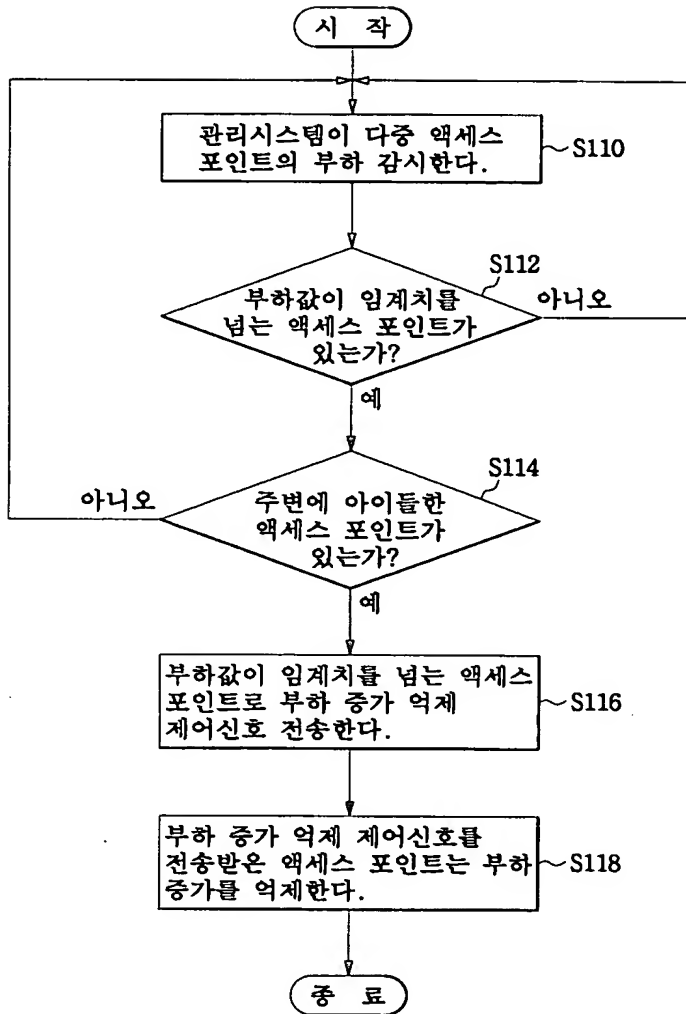 시 작
관리시스템이 다중 액세스
포인트의 부하 감시한다.
S110
S112
부하값이 임계치를
넘는 액세스 포인트가
있는가?
아니오
예
S114
아니오
주변에 아이들한
액세스 포인트가
있는가?
예
부하값이 임계치를 넘는 액세스
포인트로 부하 증가 억제
제어신호 전송한다.
S116
부하 증가 억제 제어신호를
전송받은 액세스 포인트는 부하
증가를 억제한다.
S118
종 료